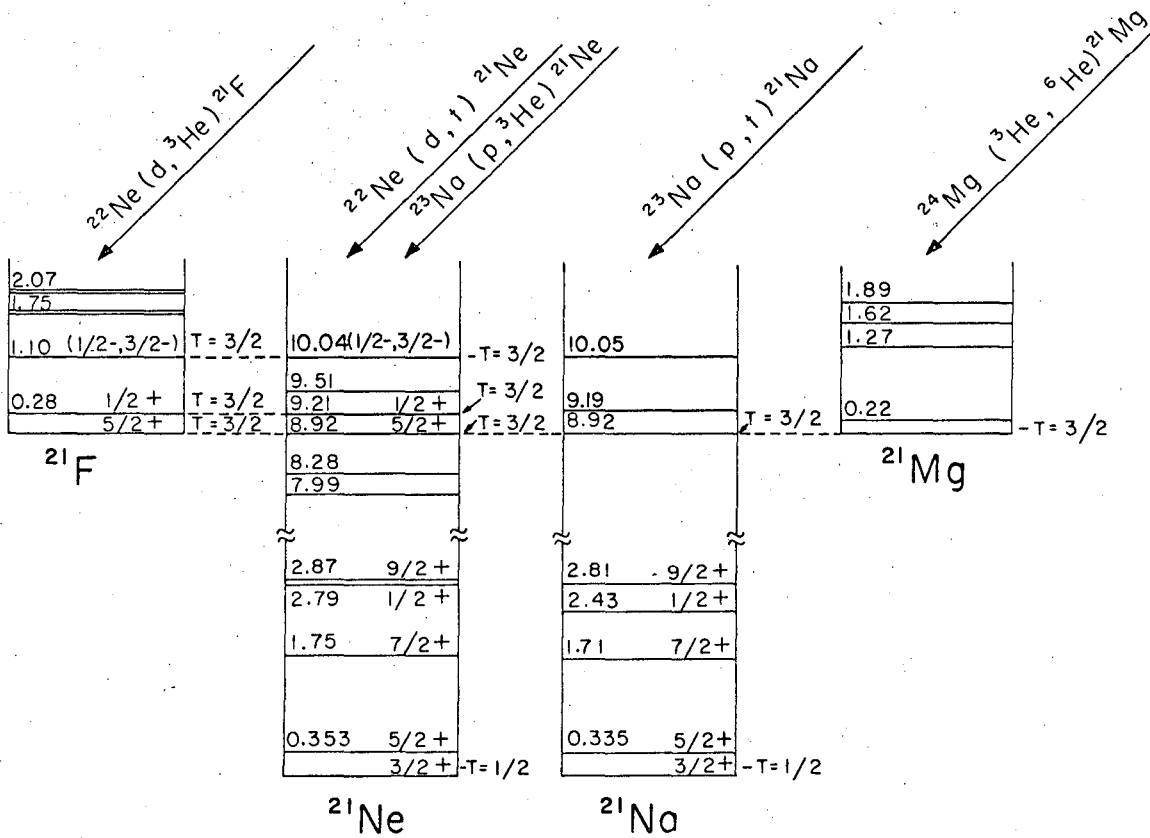 ²²Ne(d, ³He)²¹F
²²Ne (d, t) ²¹Ne
²³Na (p, ³He) ²¹Ne
²³Na (p, t) ²¹Na
²⁴Mg (³He, ⁶He) ²¹Mg
2.07
1.75
1.10 (1/2-,3/2-) T = 3/2
0.28 1/2+ T = 3/2
5/2+ T = 3/2
²¹F
10.04(1/2-,3/2-) -T= 3/2
9.51
9.21 1/2+ T= 3/2
8.92 5/2+ T= 3/2
8.28
7.99
≈ ≈
2.87 9/2+
2.79 1/2+
1.75 7/2+
0.353 5/2+
3/2+ -T=1/2
²¹Ne
10.05
9.19
8.92 T = 3/2
≈ ≈
2.81 9/2+
2.43 1/2+
1.71 7/2+
0.335 5/2+
3/2+ -T=1/2
²¹Na
1.89
1.62
1.27
0.22
-T= 3/2
²¹Mg